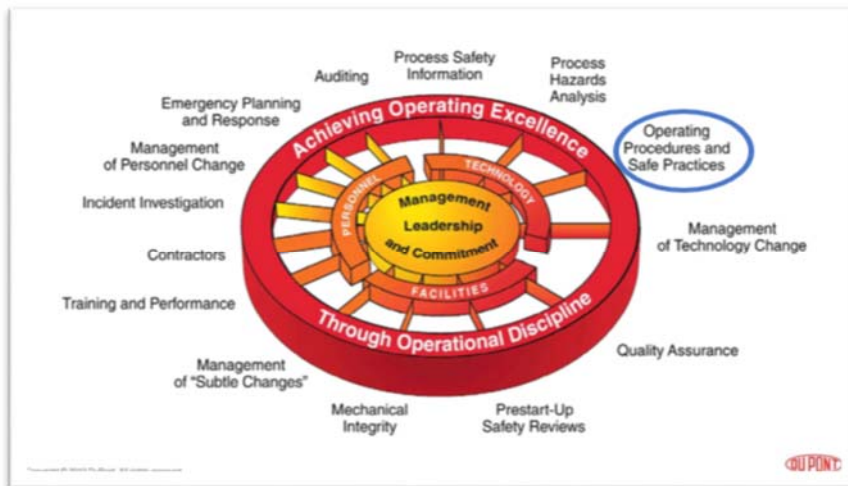 Process Safety
Information
Process
Hazards
Analysis
Operating
Procedures and
Safe Practices
Management
of Technology Change
Quality Assurance
Prestart-Up
Safety Reviews
Mechanical
Integrity
Management
of "Subtle Changes"
Training and Performance
Contractors
Incident Investigation
Management
of Personnel Change
Emergency Planning
and Response
Auditing
Achieving Operating Excellence
Through Operational Discipline
PERSONNEL
TECHNOLOGY
FACILITIES
Management
Leadership
and Commitment
DUPONT